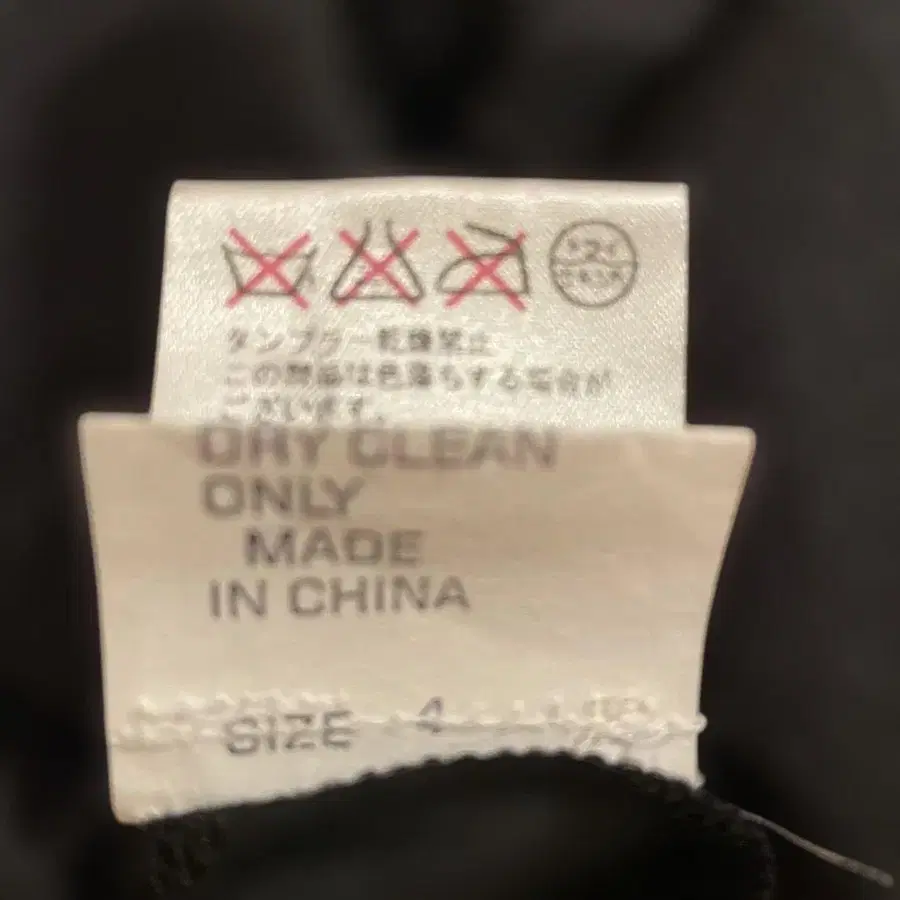 ドライ
タンブラー乾燥禁止
この商品は色落ちする場合が
ございます。
DRY CLEAN
ONLY
MADE
IN CHINA
SIZE 4